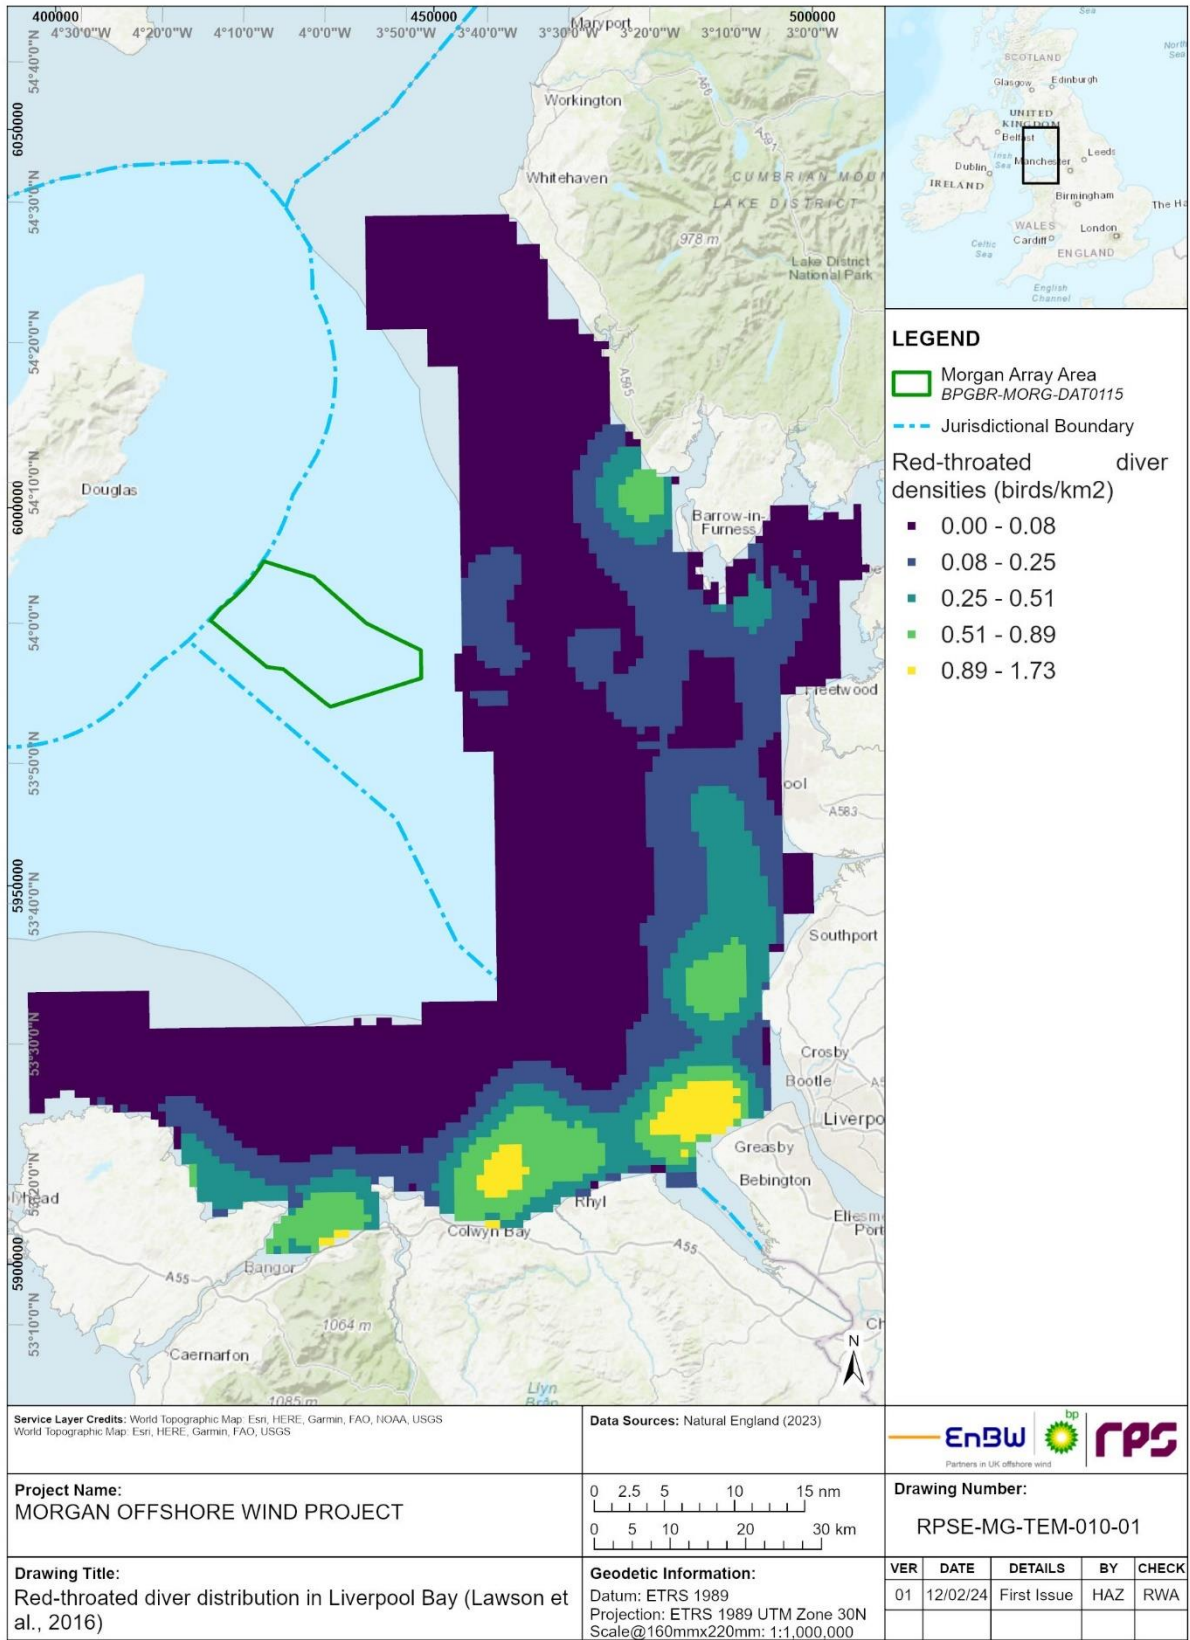 400000
450000
500000
4°30'0"W
4°20'0"W
4°10'0"W
4°0'0"W
3°50'0"W
3°40'0"W
3°30'0"W
3°20'0"W
3°10'0"W
3°0'0"W
6050000
6000000
5950000
5900000
54°40'0"N
54°30'0"N
54°20'0"N
54°10'0"N
54°0'0"N
53°50'0"N
53°40'0"N
53°30'0"N
53°20'0"N
53°10'0"N
Maryport
Workington
A66
A591
Whitehaven
CUMBRIAN MOU
LAKE DISTRICT
978 m
Lake District
National Park
A595
Douglas
Barrow-in-
Furness
Fleetwood
ool
A583
Southport
Crosby
Bootle
Liverpo
Greasby
Bebington
Rhyl
Colwyn Bay
Bangor
A55
A55
Port
1064 m
Caernarfon
1085 m
Llyn
N
Sea
North
Sea
SCOTLAND
Glasgow
Edinburgh
UNITED
KINGDOM
Belfast
Irish
Sea
Leeds
Dublin
Manchester
IRELAND
Birmingham
The Ha
WALES
London
Cardiff
Celtic
Sea
ENGLAND
English
Channel
LEGEND
Morgan Array Area
BPGBR-MORG-DAT0115
Jurisdictional Boundary
Red-throated diver
densities (birds/km2)
0.00 - 0.08
0.08 - 0.25
0.25 - 0.51
0.51 - 0.89
0.89 - 1.73
Service Layer Credits: World Topographic Map: Esri, HERE, Garmin, FAO, NOAA, USGS
World Topographic Map: Esri, HERE, Garmin, FAO, USGS
Data Sources: Natural England (2023)
EnBW
bp
rps
Partners in UK offshore wind
Project Name:
MORGAN OFFSHORE WIND PROJECT
0 2.5 5 10 15 nm
0 5 10 20 30 km
Drawing Number:
RPSE-MG-TEM-010-01
Drawing Title:
Red-throated diver distribution in Liverpool Bay (Lawson et
al., 2016)
Geodetic Information:
Datum: ETRS 1989
Projection: ETRS 1989 UTM Zone 30N
Scale@160mmx220mm: 1:1,000,000
VER DATE DETAILS BY CHECK
01 12/02/24 First Issue HAZ RWA